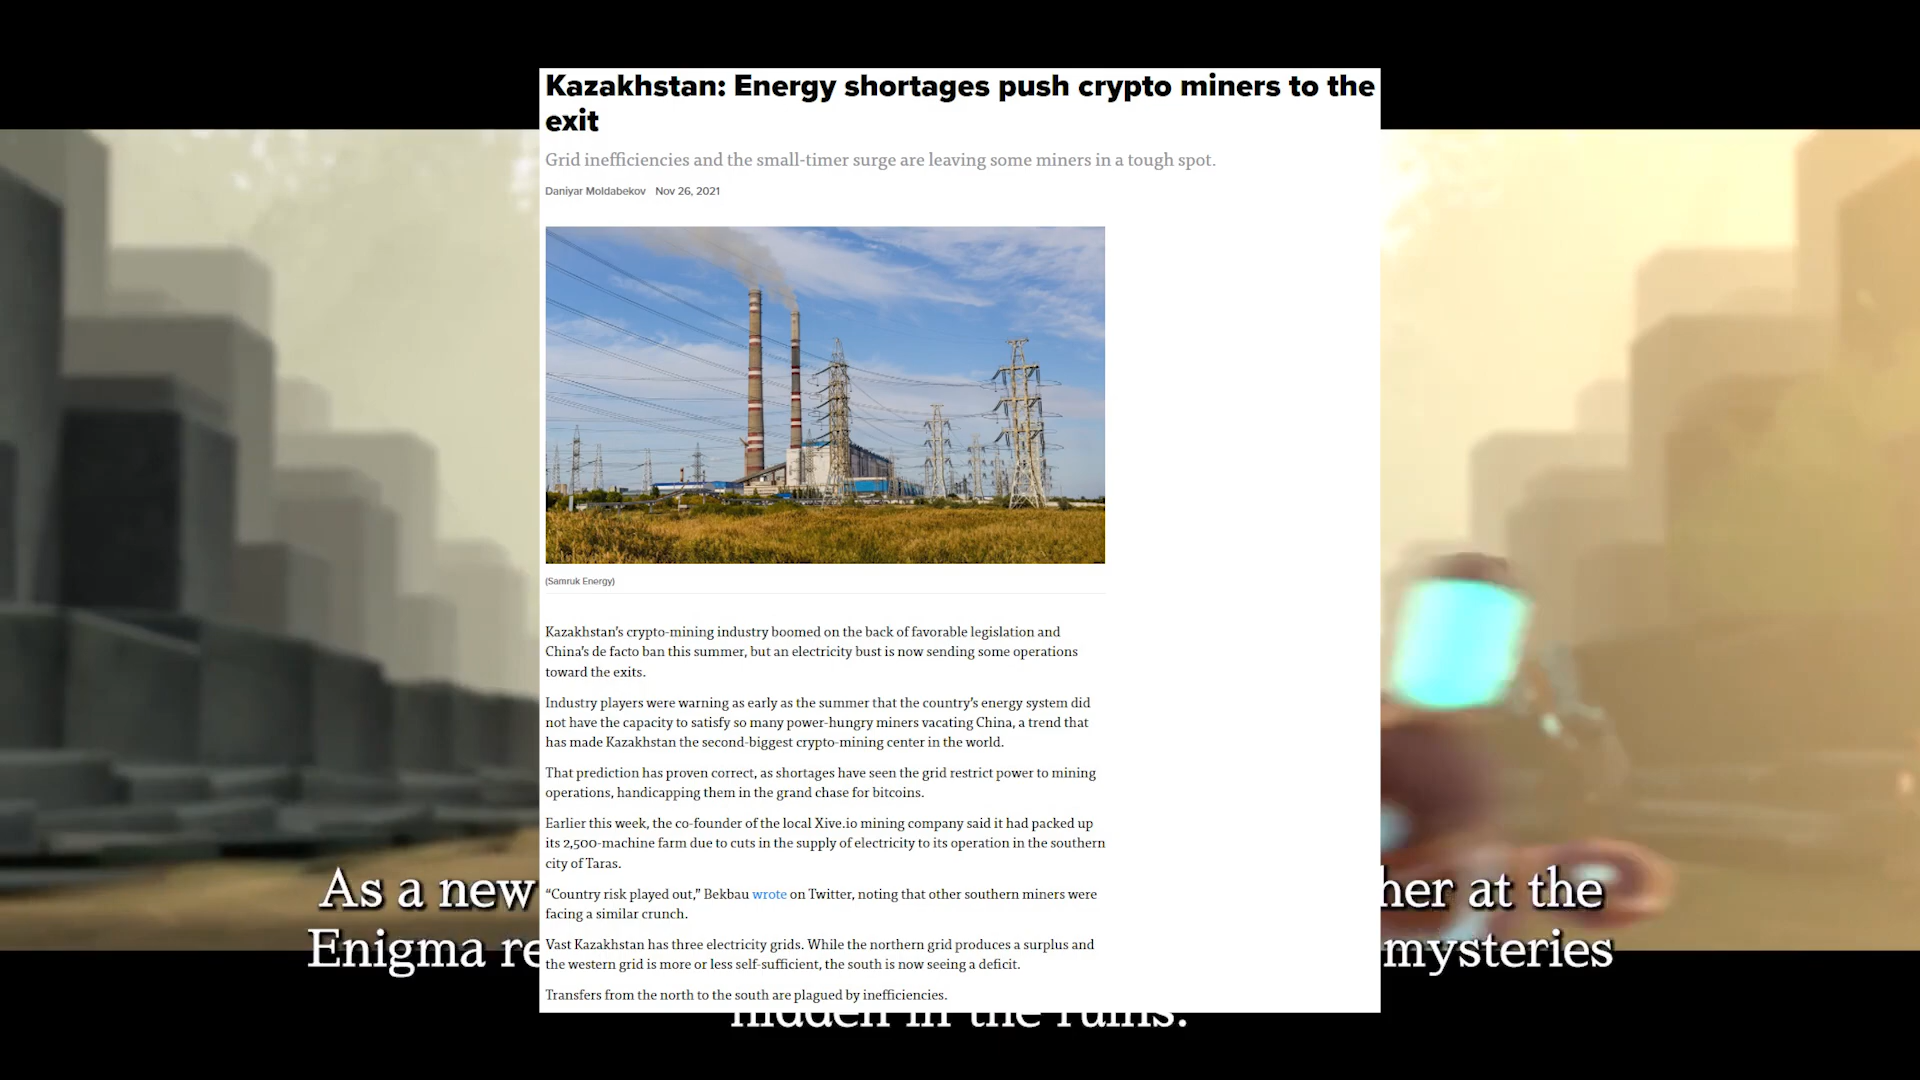 Kazakhstan: Energy shortages push crypto miners to the
exit
Grid inefficiencies and the small-timer surge are leaving some miners in a tough spot.
Daniyar Moldabekov Nov 26, 2021
(Samruk Energy)
Kazakhstan's crypto-mining industry boomed on the back of favorable legislation and
China's de facto ban this summer, but an electricity bust is now sending some operations
toward the exits.
Industry players were warning as early as the summer that the country's energy system did
not have the capacity to satisfy so many power-hungry miners vacating China, a trend that
has made Kazakhstan the second-biggest crypto-mining center in the world.
That prediction has proven correct, as shortages have seen the grid restrict power to mining
operations, handicapping them in the grand chase for bitcoins.
Earlier this week, the co-founder of the local Xive.io mining company said it had packed up
its 2,500-machine farm due to cuts in the supply of electricity to its operation in the southern
city of Taras.
“Country risk played out,” Bekbau wrote on Twitter, noting that other southern miners were
facing a similar crunch.
Vast Kazakhstan has three electricity grids. While the northern grid produces a surplus and
the western grid is more or less self-sufficient, the south is now seeing a deficit.
Transfers from the north to the south are plagued by inefficiencies.
As a new her at the
Enigma re mysteries
hidden in the ruins.